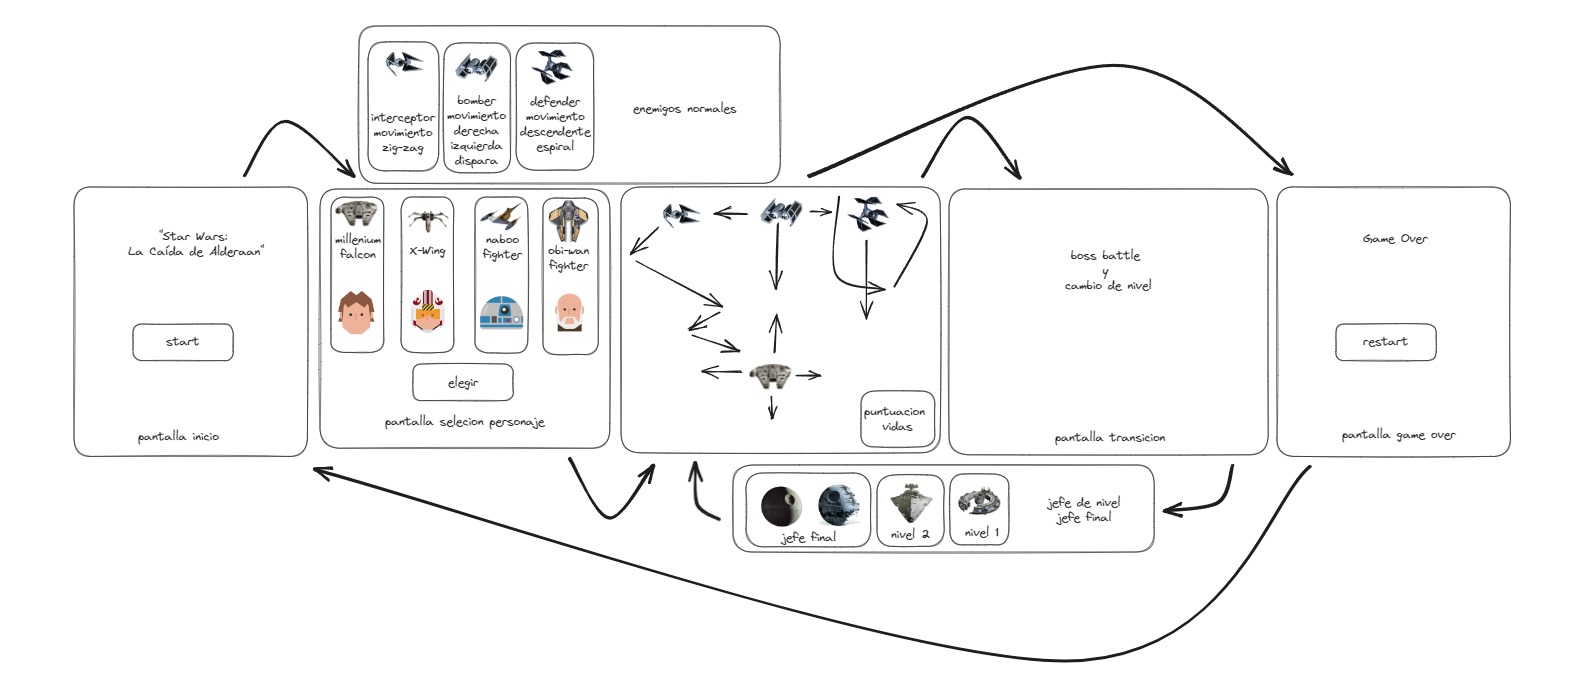 interceptor
movimiento
zig-zag
bomber
movimiento
derecha
izquierda
dispara
defender
movimiento
descendente
espiral
enemigos normales
"Star Wars:
La Caída de Alderaan"
start
pantalla inicio
millenium
falcon
X-Wing
naboo
fighter
obi-wan
fighter
elegir
pantalla selecion personaje
puntuacion
vidas
boss battle
y
cambio de nivel
pantalla transicion
Game Over
restart
pantalla game over
jefe final
nivel 2
nivel 1
jefe de nivel
jefe final